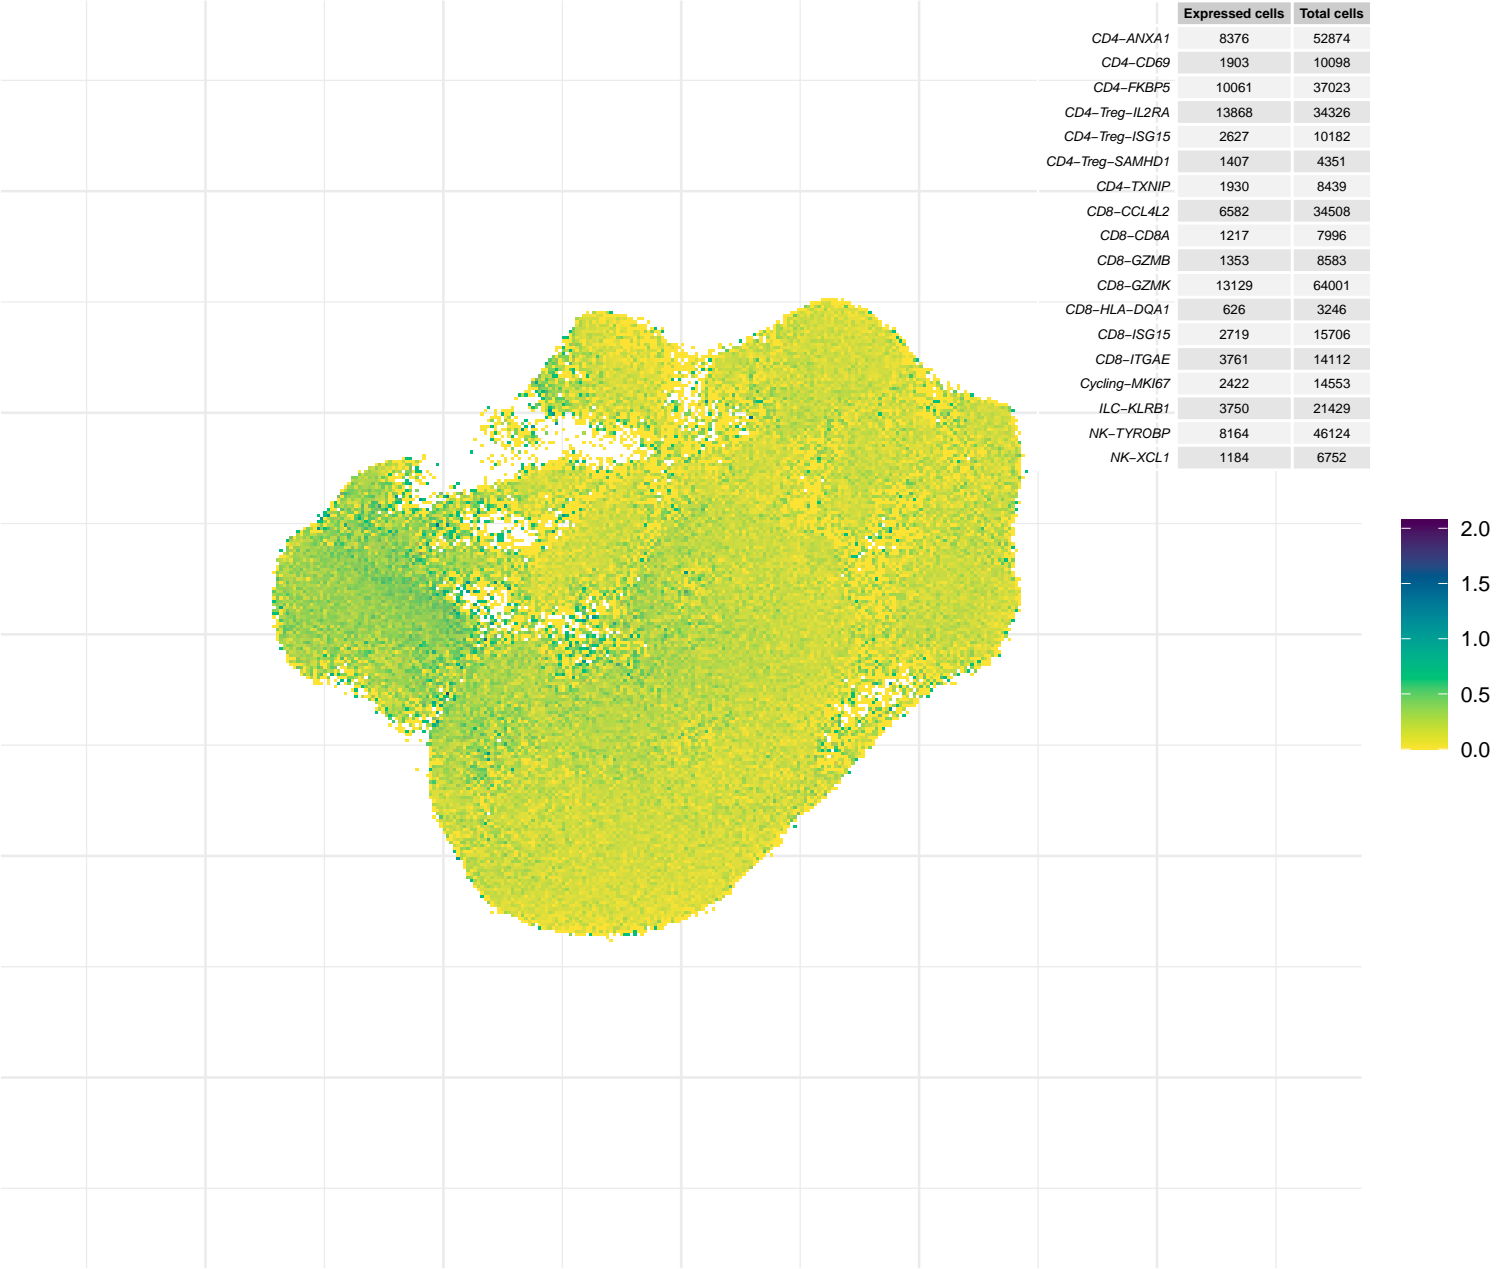 Expressed cells Total cells
CD4−ANXA1 8376 52874
CD4−CD69 1903 10098
CD4−FKBP5 10061 37023
CD4−Treg−IL2RA 13868 34326
CD4−Treg−ISG15 2627 10182
CD4−Treg−SAMHD1 1407 4351
CD4−TXNIP 1930 8439
CD8−CCL4L2 6582 34508
CD8−CD8A 1217 7996
CD8−GZMB 1353 8583
CD8−GZMK 13129 64001
CD8−HLA−DQA1 626 3246
CD8−ISG15 2719 15706
CD8−ITGAE 3761 14112
Cycling−MKI67 2422 14553
ILC−KLRB1 3750 21429
NK−TYROBP 8164 46124
NK−XCL1 1184 6752
2.0
1.5
1.0
0.5
0.0